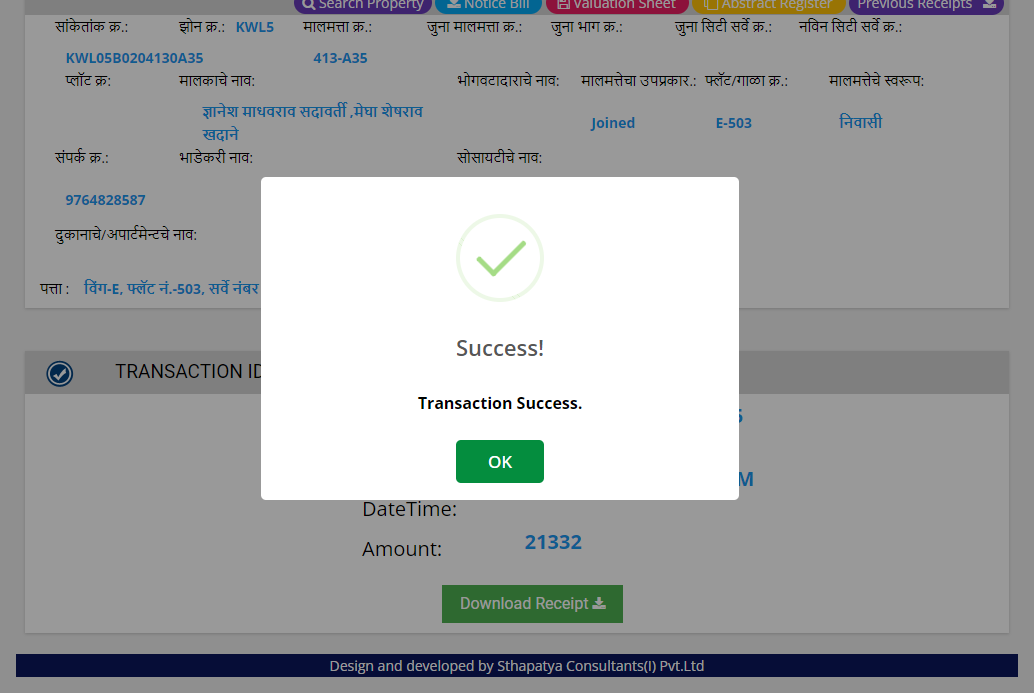 Search Property Notice Bill Valuation Sheet Abstract Register Previous Receipts
सांकेतांक क्र.: झोन क्र.: KWL5 मालमत्ता क्र.: जुना मालमत्ता क्र.: जुना भाग क्र.: जुना सिटी सर्वे क्र.: नविन सिटी सर्वे क्र.:
KWL05B0204130A35 413-A35
प्लॉट क्र: मालकाचे नाव: भोगवटादाराचे नाव: मालमत्तेचा उपप्रकार.: फ्लॅट/गाळा क्र.: मालमत्तेचे स्वरूप:
ज्ञानेश माधवराव सदावर्ती ,मेघा शेषराव
खदाने
Joined E-503 निवासी
संपर्क क्र.: भाडेकरी नाव: सोसायटीचे नाव:
9764828587
दुकानाचे/अपार्टमेन्टचे नाव:
पत्ता : विंग-E, फ्लॅट नं.-503, सर्वे नंबर
Success!
TRANSACTION ID
Transaction Success.
OK
M
DateTime:
Amount: 21332
Download Receipt
Design and developed by Sthapatya Consultants(I) Pvt.Ltd